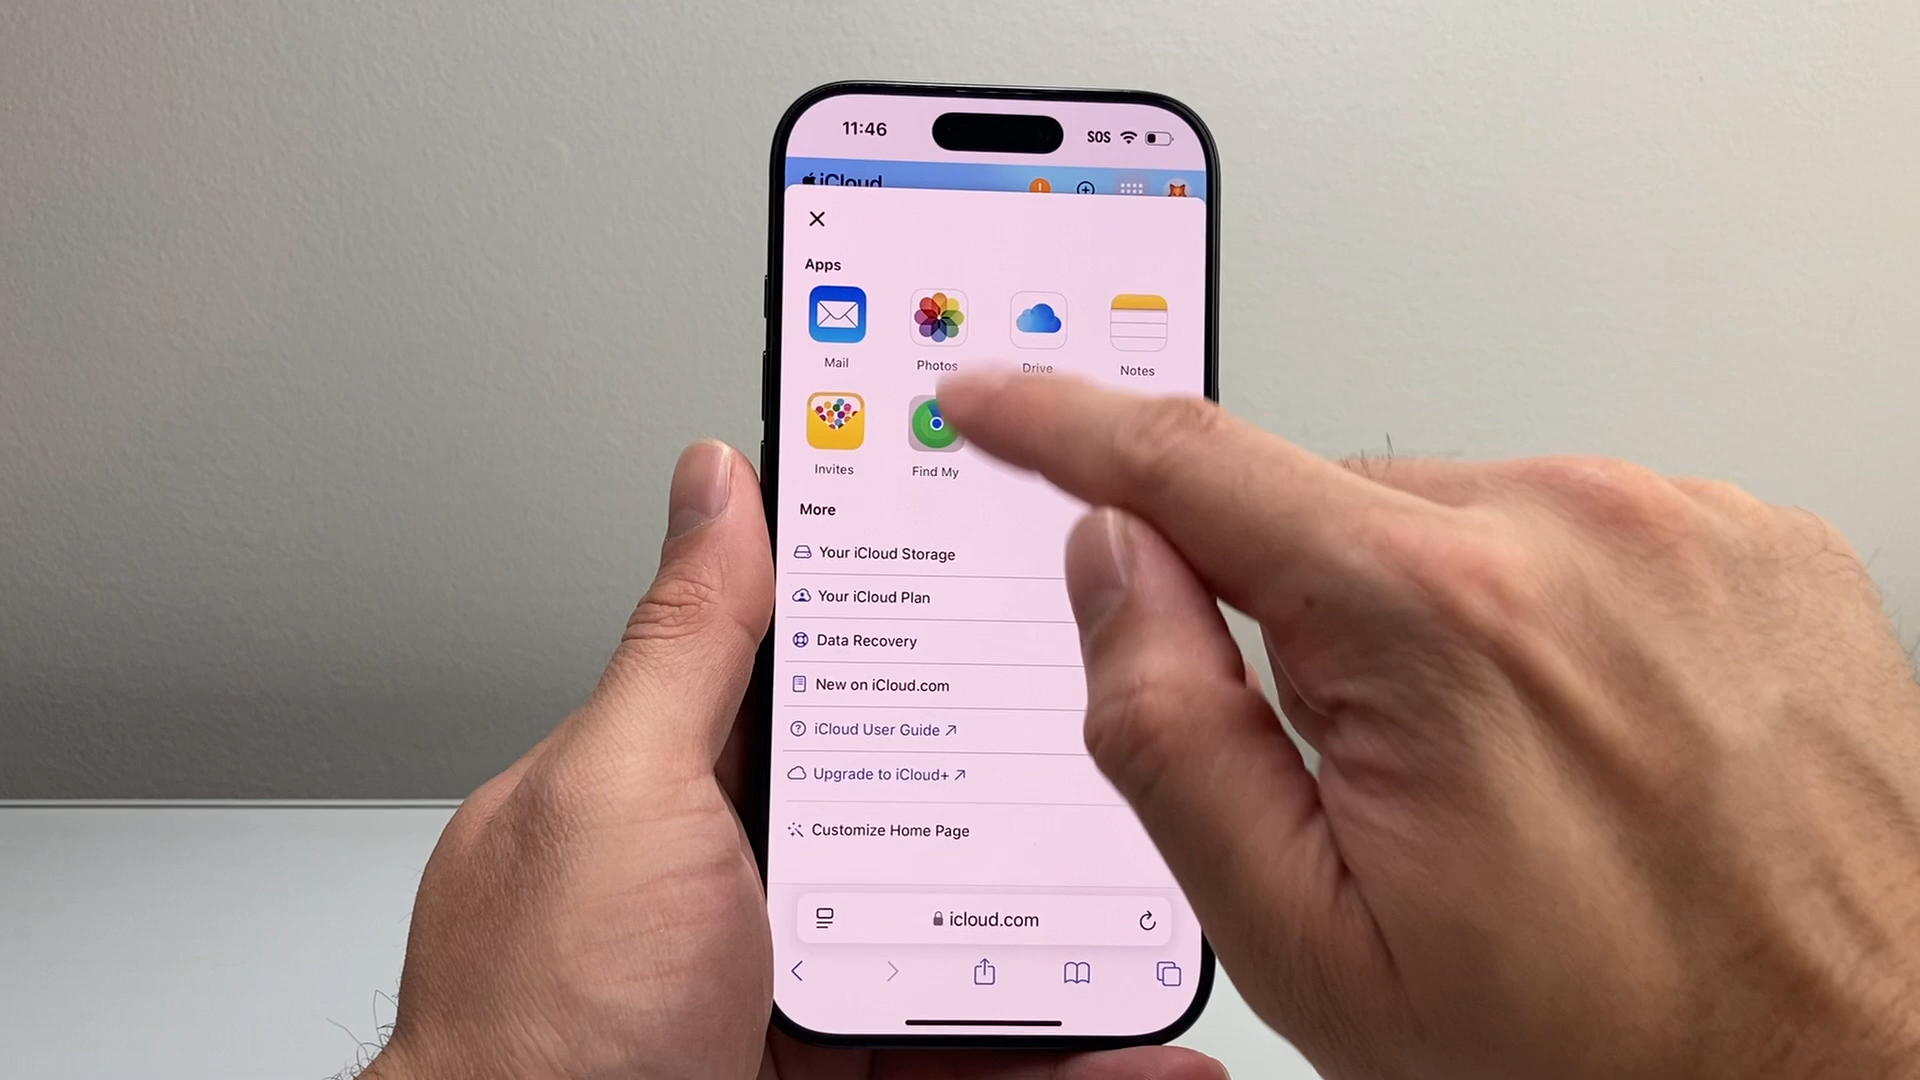 11:46 SOS
iCloud
Apps
Mail Photos Drive Notes
Invites Find My
More
Your iCloud Storage
Your iCloud Plan
Data Recovery
New on iCloud.com
iCloud User Guide ↗
Upgrade to iCloud+ ↗
Customize Home Page
icloud.com